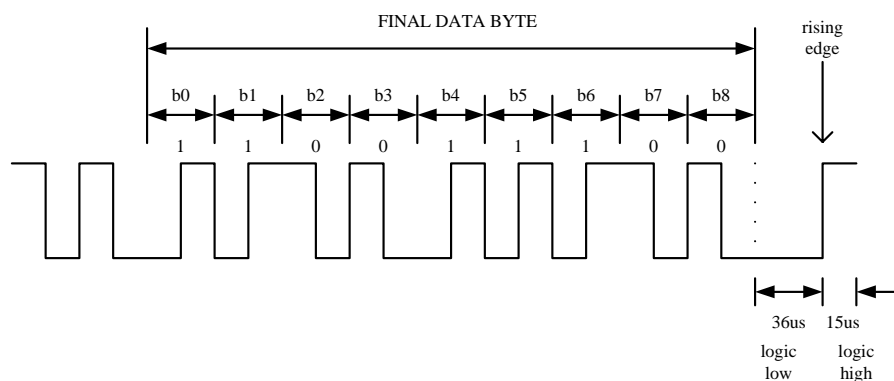 FINAL DATA BYTE
rising
edge
b0 b1 b2 b3 b4 b5 b6 b7 b8
1 1 0 0 1 1 1 0 0
36us 15us
logic low
logic high